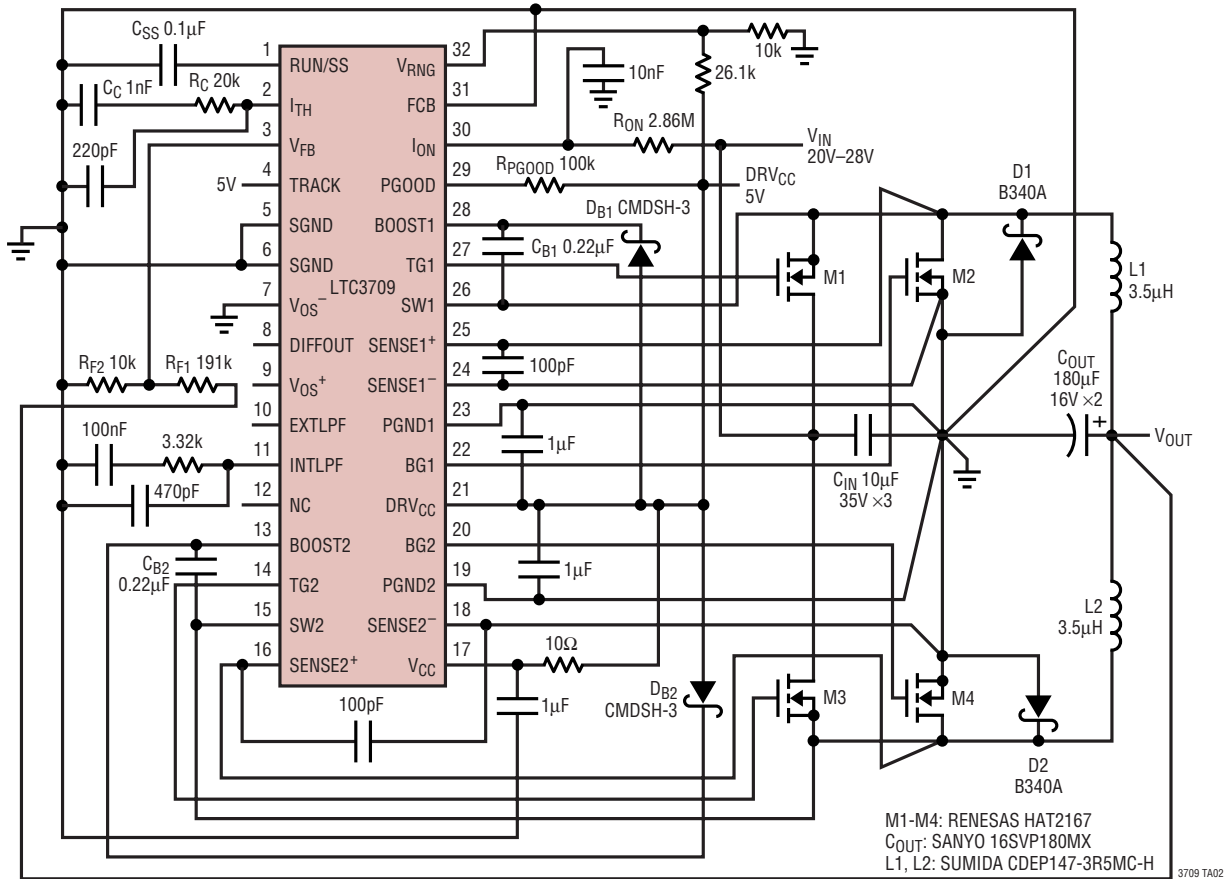 CSS 0.1µF
1
RUN/SS
VRNG
32
10k
CC 1nF
RC 20k
2
ITH
FCB
31
10nF
26.1k
3
VFB
ION
30
RON 2.86M
VIN
20V–28V
220pF
5V
4
TRACK
PGOOD
29
RPGOOD 100k
DRVCC
5V
D1
B340A
5
SGND
BOOST1
28
DB1 CMDSH-3
CB1 0.22µF
6
SGND
TG1
27
LTC3709
M1
M2
L1
3.5µH
7
VOS–
SW1
26
8
DIFFOUT
SENSE1+
25
100pF
RF2 10k
RF1 191k
9
VOS+
SENSE1–
24
COUT
180µF
16V ×2
10
EXTLPF
PGND1
23
1µF
+
VOUT
100nF
3.32k
11
INTLPF
BG1
22
CIN 10µF
35V ×3
470pF
12
NC
DRVCC
21
13
BOOST2
BG2
20
CB2
0.22µF
14
TG2
PGND2
19
1µF
15
SW2
SENSE2–
18
L2
3.5µH
16
SENSE2+
VCC
17
10Ω
100pF
1µF
DB2
CMDSH-3
M3
M4
D2
B340A
M1-M4: RENESAS HAT2167
COUT: SANYO 16SVP180MX
L1, L2: SUMIDA CDEP147-3R5MC-H
3709 TA02